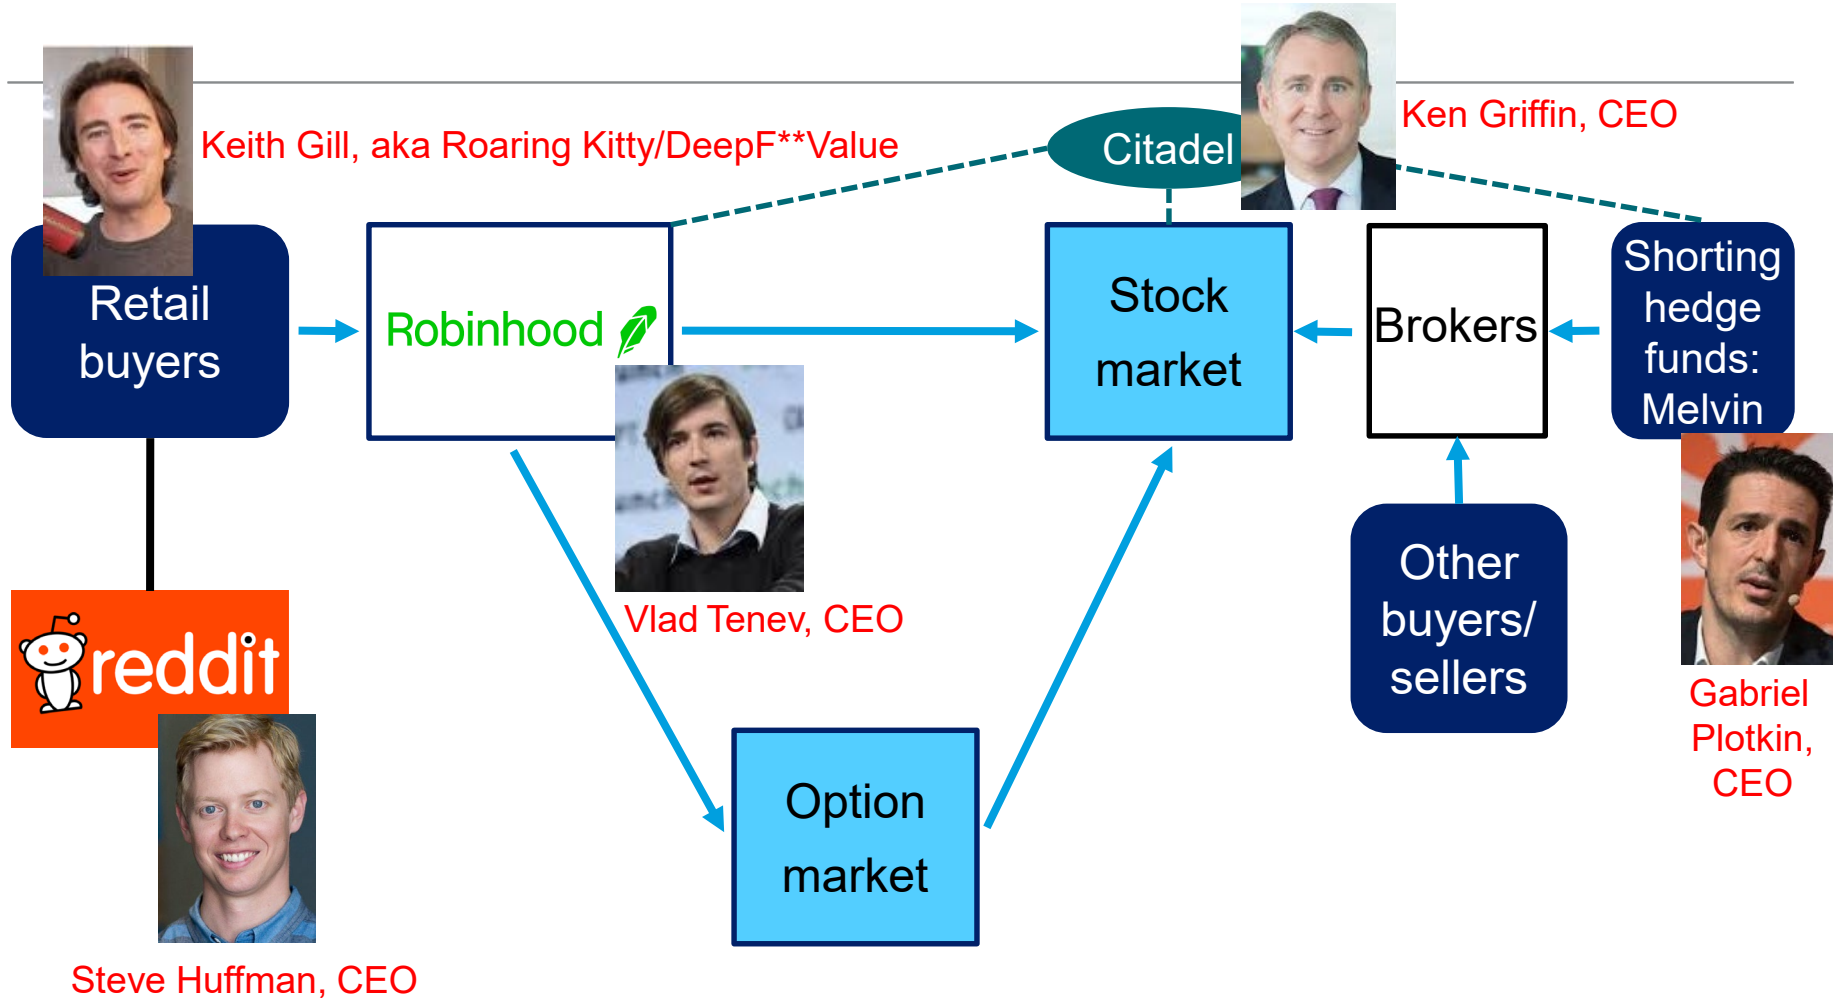 Keith Gill, aka Roaring Kitty/DeepF**Value
Citadel
Ken Griffin, CEO
Retail
buyers
Robinhood
Stock
market
Brokers
Shorting
hedge
funds:
Melvin
Vlad Tenev, CEO
reddit
Other
buyers/
sellers
Gabriel
Plotkin,
CEO
Option
market
Steve Huffman, CEO